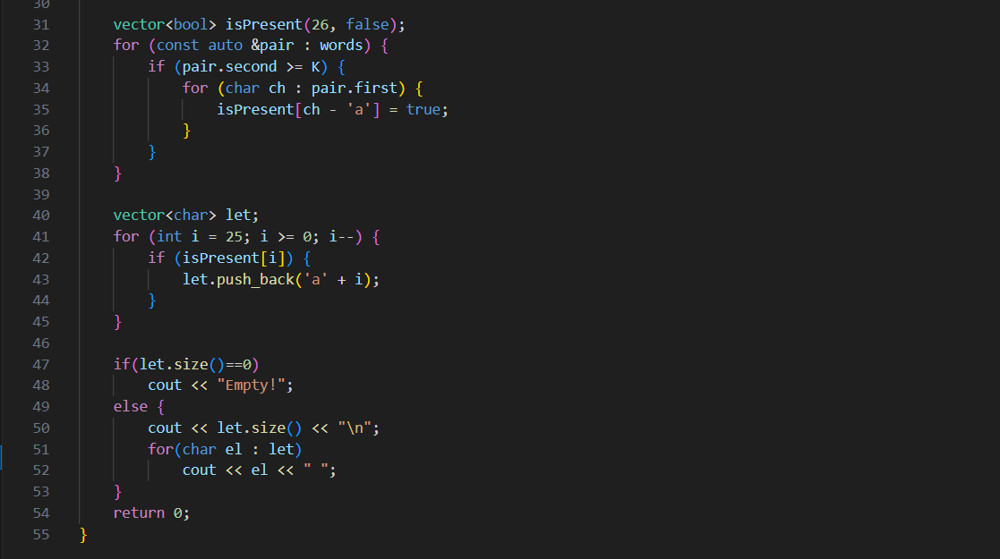 30
31 vector<bool> isPresent(26, false);
32 for (const auto &pair : words) {
33 if (pair.second >= K) {
34 for (char ch : pair.first) {
35 isPresent[ch - 'a'] = true;
36 }
37 }
38 }
39
40 vector<char> let;
41 for (int i = 25; i >= 0; i--) {
42 if (isPresent[i]) {
43 let.push_back('a' + i);
44 }
45 }
46
47 if(let.size()==0)
48 cout << "Empty!";
49 else {
50 cout << let.size() << "\n";
51 for(char el : let)
52 cout << el << " ";
53 }
54 return 0;
55 }